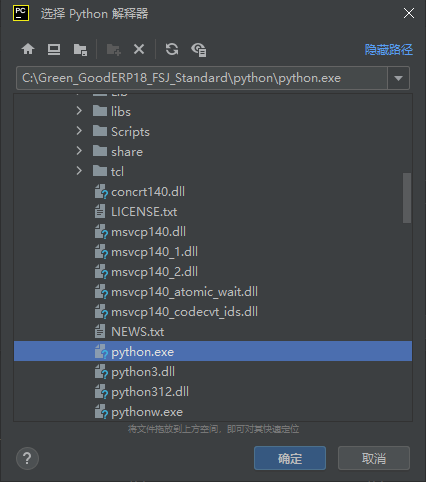 PC
选择 Python 解释器
隐藏路径
C:\Green_GoodERP18_FSJ_Standard\python\python.exe
Lib
libs
Scripts
share
tcl
concrt140.dll
LICENSE.txt
msvcp140.dll
msvcp140_1.dll
msvcp140_2.dll
msvcp140_atomic_wait.dll
msvcp140_codecvt_ids.dll
NEWS.txt
python.exe
python3.dll
python312.dll
pythonw.exe
将文件拖放到上方空间，即可对其快速定位
?
确定
取消